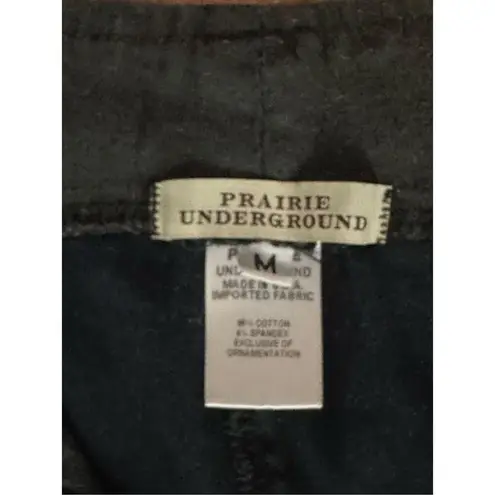 PRAIRIE
UNDERGROUND
M
MADE IN U.S.A.
IMPORTED FABRIC
COTTON
SPANDEX
EXCLUSIVE OF
ORNAMENTATION